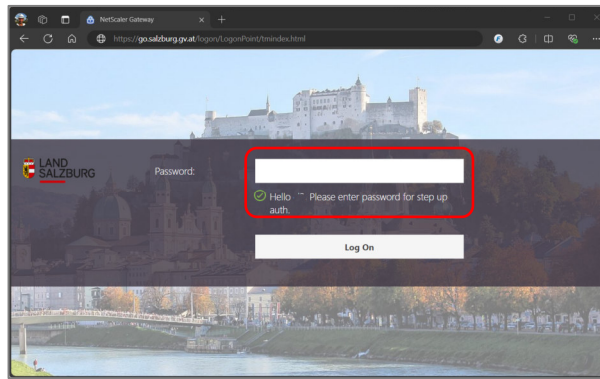 NetScaler Gateway
https://go.salzburg.gv.at/logon/LogonPoint/tmindex.html
LAND
SALZBURG
Password:
Hello Please enter password for step up
auth.
Log On